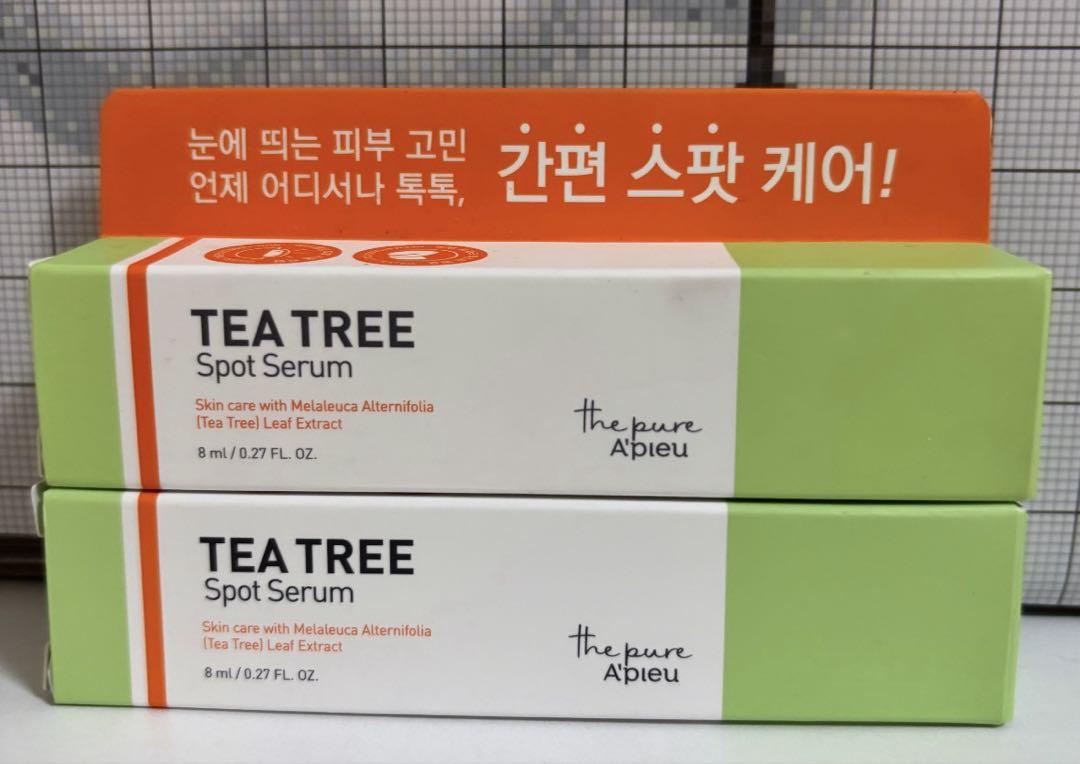 눈에 띄는 피부 고민
언제 어디서나 톡톡,
간편 스팟 케어!
TEA TREE
Spot Serum
Skin care with Melaleuca Alternifolia
(Tea Tree) Leaf Extract
8 ml / 0.27 FL. OZ.
the pure
A'pieu
TEA TREE
Spot Serum
Skin care with Melaleuca Alternifolia
(Tea Tree) Leaf Extract
8 ml / 0.27 FL. OZ.
the pure
A'pieu